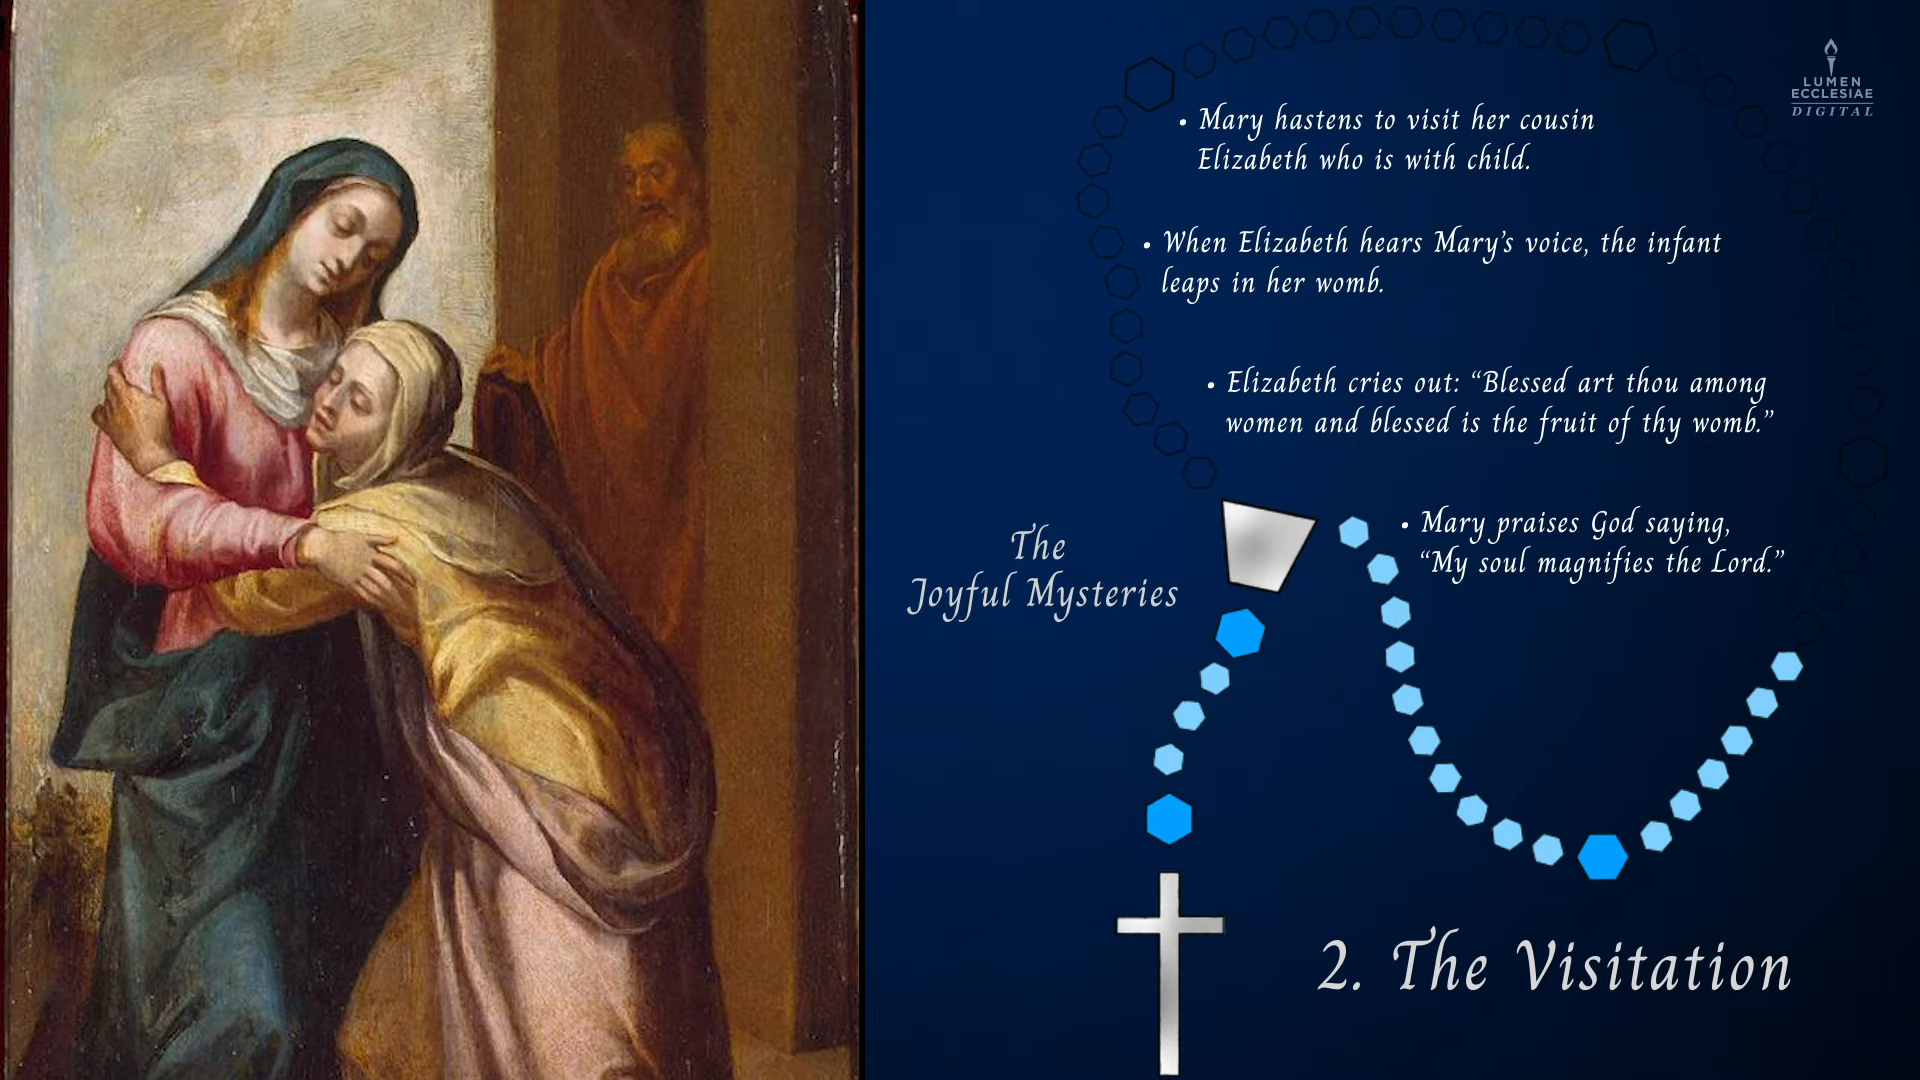 LUMEN
ECCLESIAE
DIGITAL
• Mary hastens to visit her cousin
Elizabeth who is with child.
• When Elizabeth hears Mary’s voice, the infant
leaps in her womb.
• Elizabeth cries out: “Blessed art thou among
women and blessed is the fruit of thy womb.”
• Mary praises God saying,
“My soul magnifies the Lord.”
The
Joyful Mysteries
2. The Visitation